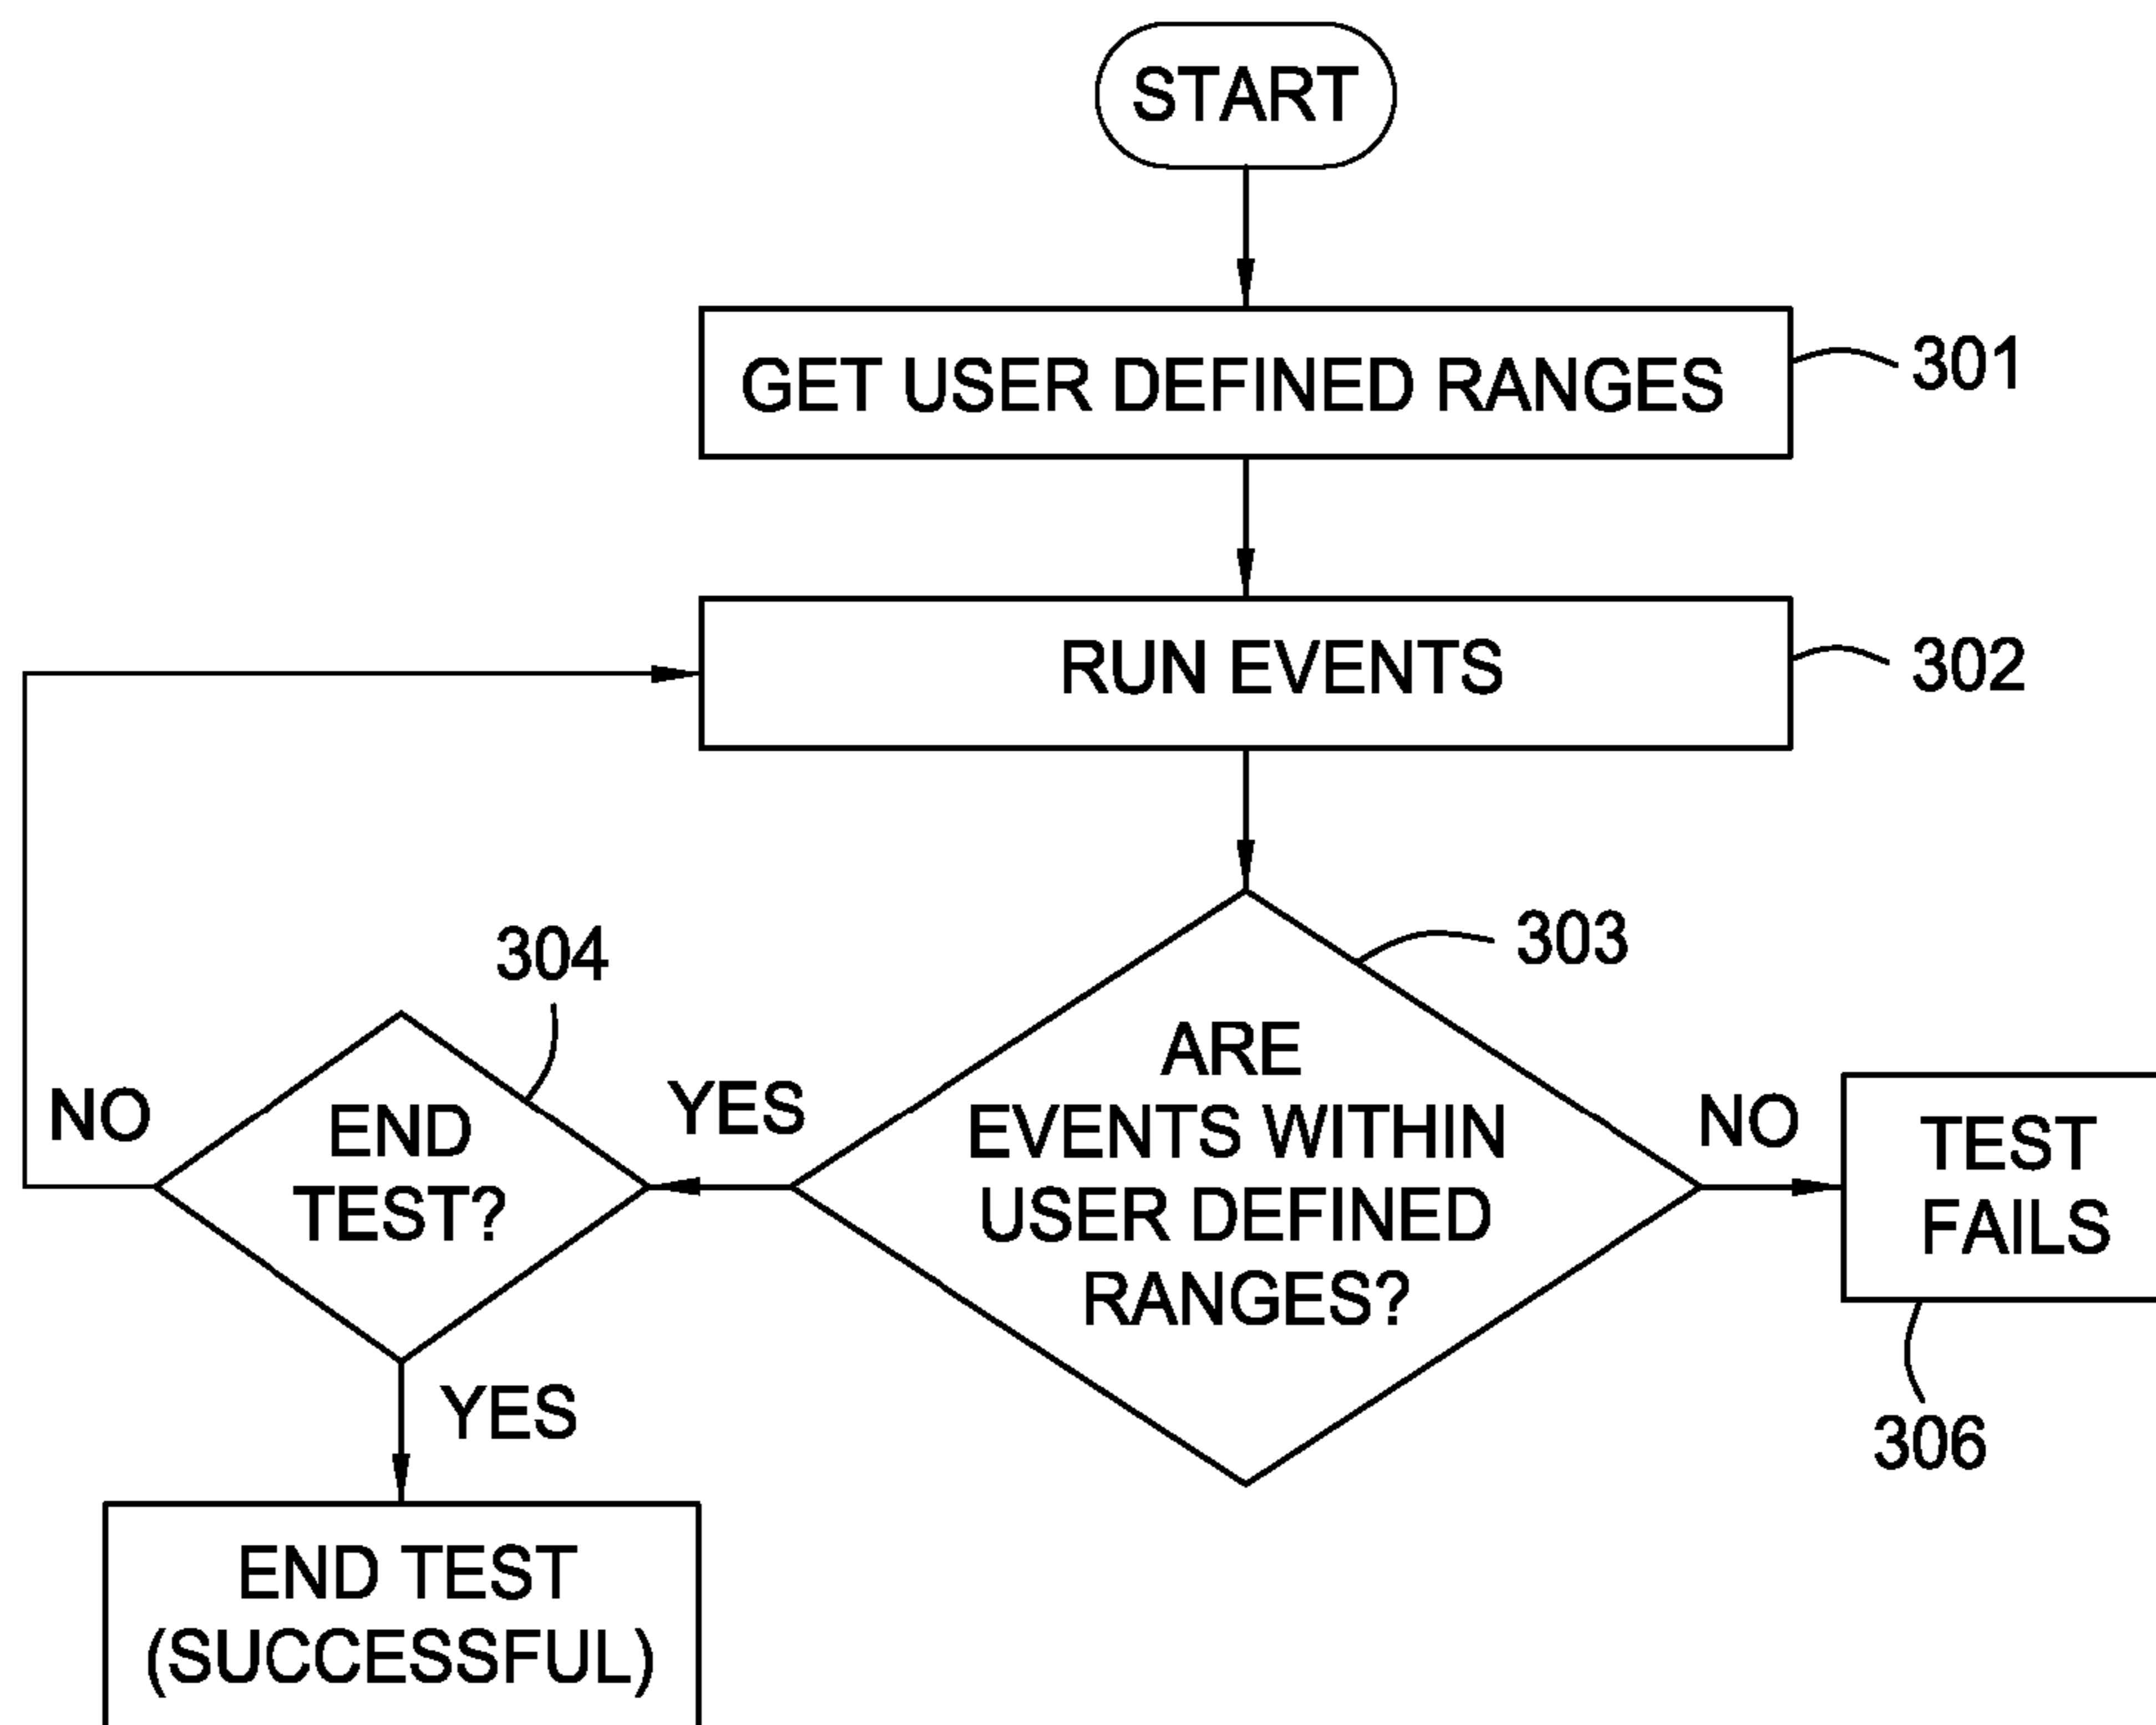 START
GET USER DEFINED RANGES
301
RUN EVENTS
302
303
304
ARE
EVENTS WITHIN
USER DEFINED
RANGES?
YES
NO
END
TEST?
NO
TEST
FAILS
306
YES
END TEST
(SUCCESSFUL)